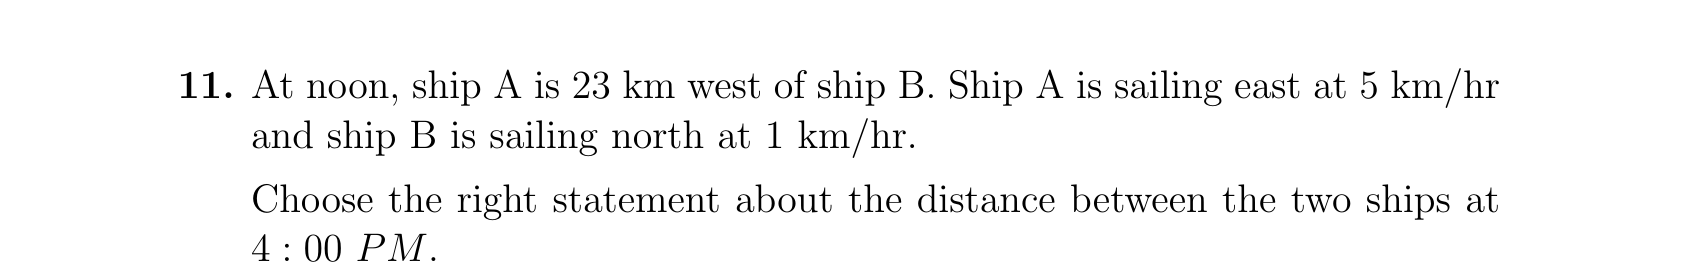 11. At noon, ship A is 23 km west of ship B. Ship A is sailing east at 5 km/hr
and ship B is sailing north at 1 km/hr.
Choose the right statement about the distance between the two ships at
4 : 00 PM.